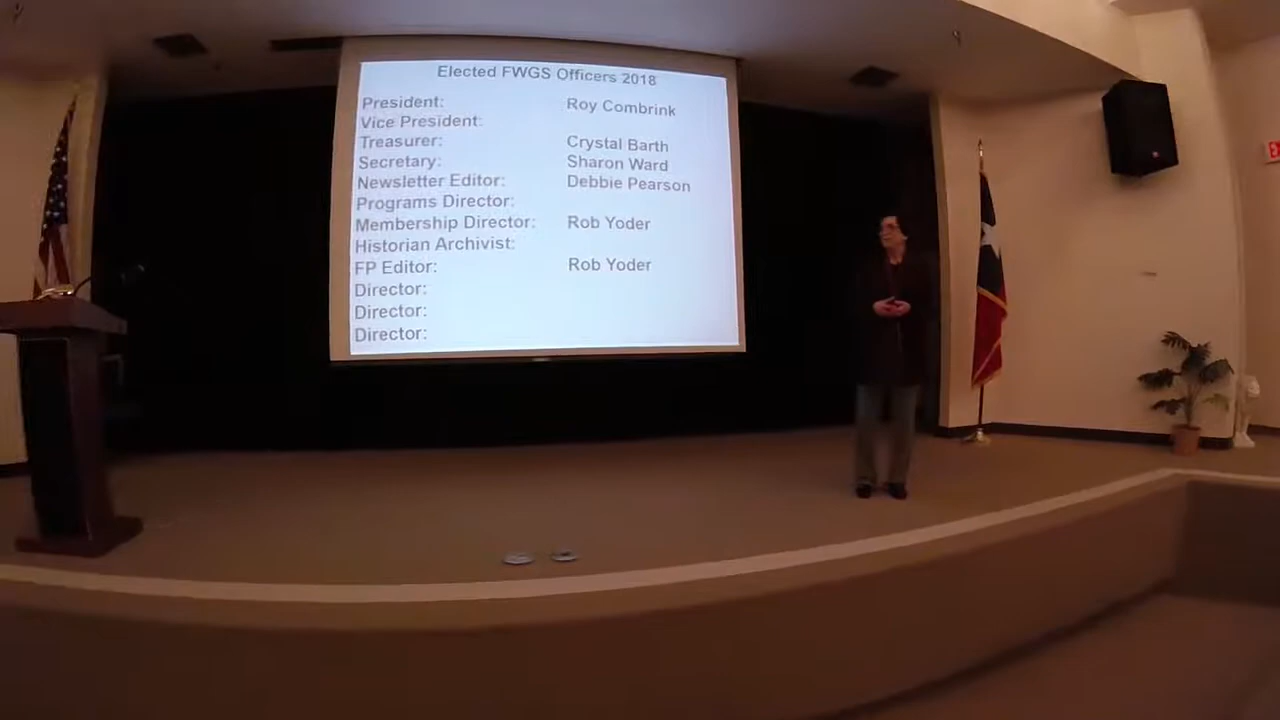 Elected FWGS Officers 2018
President: Roy Combrink
Vice President:
Treasurer: Crystal Barth
Secretary: Sharon Ward
Newsletter Editor: Debbie Pearson
Programs Director:
Membership Director: Rob Yoder
Historian Archivist:
FP Editor: Rob Yoder
Director:
Director:
Director: